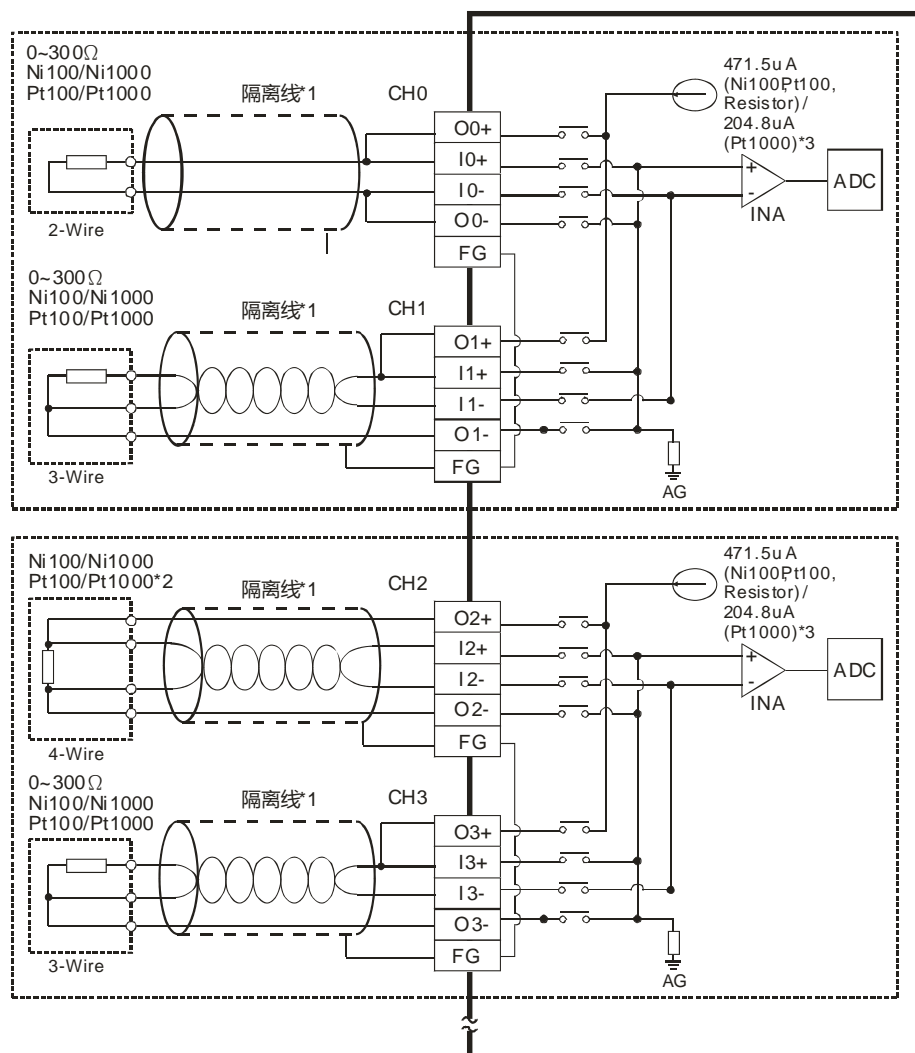 0~300Ω
Ni100/Ni1000
Pt100/Pt1000
隔离线*1
CH0
2-Wire
O0+
I0+
I0-
O0-
FG
471.5uA
(Ni100,Pt100,
Resistor)/
204.8uA
(Pt1000)*3
+
-
INA
ADC
0~300Ω
Ni100/Ni1000
Pt100/Pt1000
隔离线*1
CH1
3-Wire
O1+
I1+
I1-
O1-
FG
AG
Ni100/Ni1000
Pt100/Pt1000*2
隔离线*1
CH2
4-Wire
O2+
I2+
I2-
O2-
FG
471.5uA
(Ni100,Pt100,
Resistor)/
204.8uA
(Pt1000)*3
+
-
INA
ADC
0~300Ω
Ni100/Ni1000
Pt100/Pt1000
隔离线*1
CH3
3-Wire
O3+
I3+
I3-
O3-
FG
AG